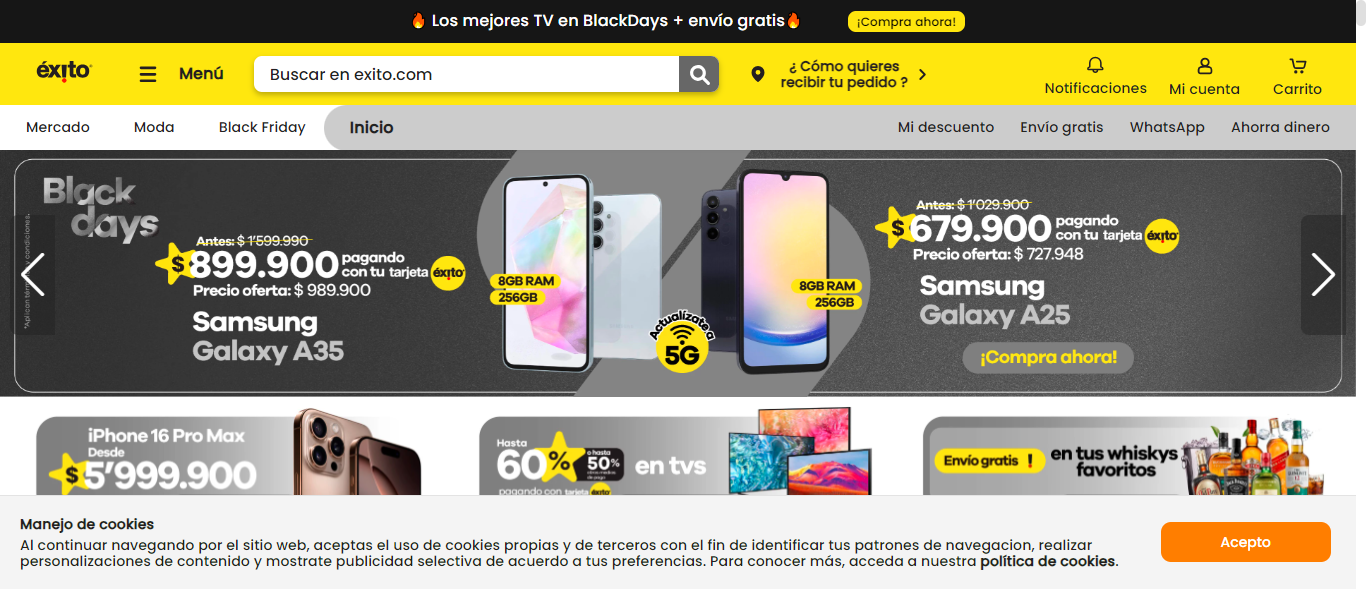 🔥 Los mejores TV en BlackDays + envío gratis🔥
¡Compra ahora!
éxito
Menú
Buscar en exito.com
¿ Cómo quieres
recibir tu pedido ?
Notificaciones
Mi cuenta
Carrito
Mercado
Moda
Black Friday
Inicio
Mi descuento
Envío gratis
WhatsApp
Ahorra dinero
Black
days
*Aplican términos y condiciones.
Antes: $ 1'599.990
$899.900 pagando
con tu tarjeta éxito
Precio oferta: $ 989.900
Samsung
Galaxy A35
8GB RAM
256GB
Actualízate a
5G
8GB RAM
256GB
Antes: $ 1'029.900
$679.900 pagando
con tu tarjeta éxito
Precio oferta: $ 727.948
Samsung
Galaxy A25
¡Compra ahora!
iPhone 16 Pro Max
Desde
$5'999.900
Hasta
60%
o hasta
50%
en tvs
pagando con tarjeta éxito
Envío gratis !
en tus whiskys
favoritos
Manejo de cookies
Al continuar navegando por el sitio web, aceptas el uso de cookies propias y de terceros con el fin de identificar tus patrones de navegacion, realizar
personalizaciones de contenido y mostrate publicidad selectiva de acuerdo a tus preferencias. Para conocer más, acceda a nuestra política de cookies.
Acepto